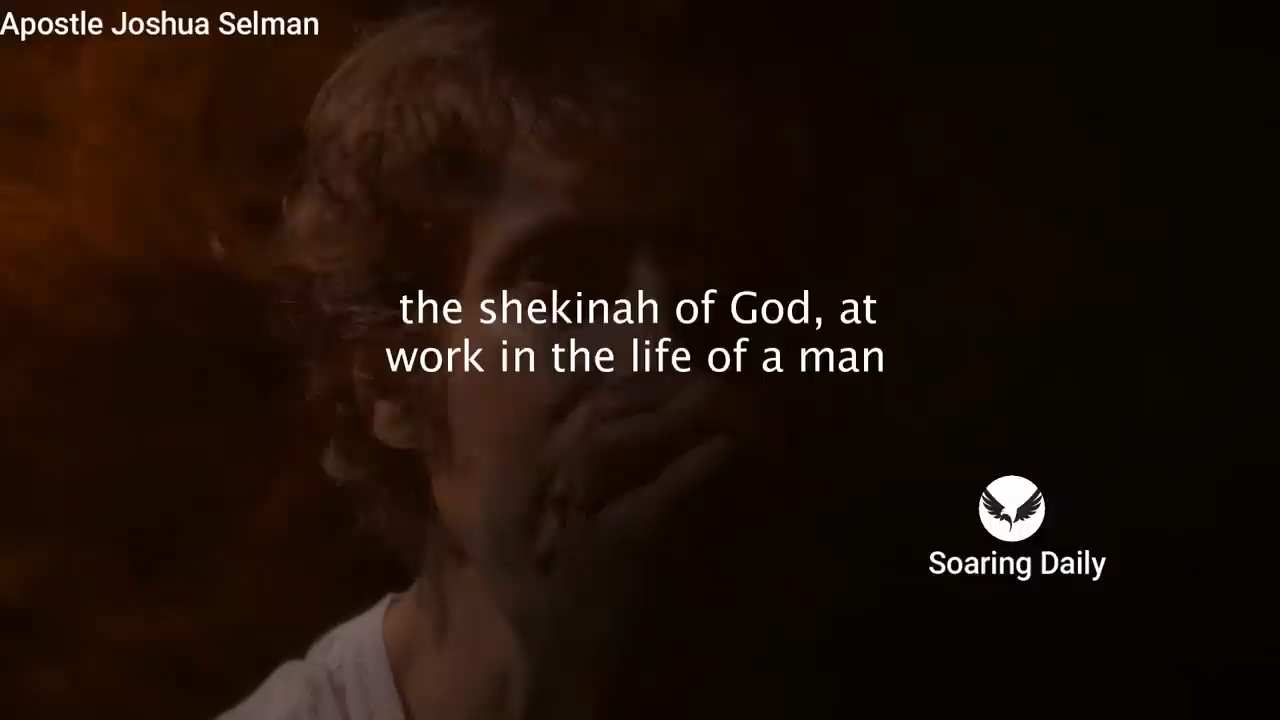 Apostle Joshua Selman
the shekinah of God, at
work in the life of a man
Soaring Daily